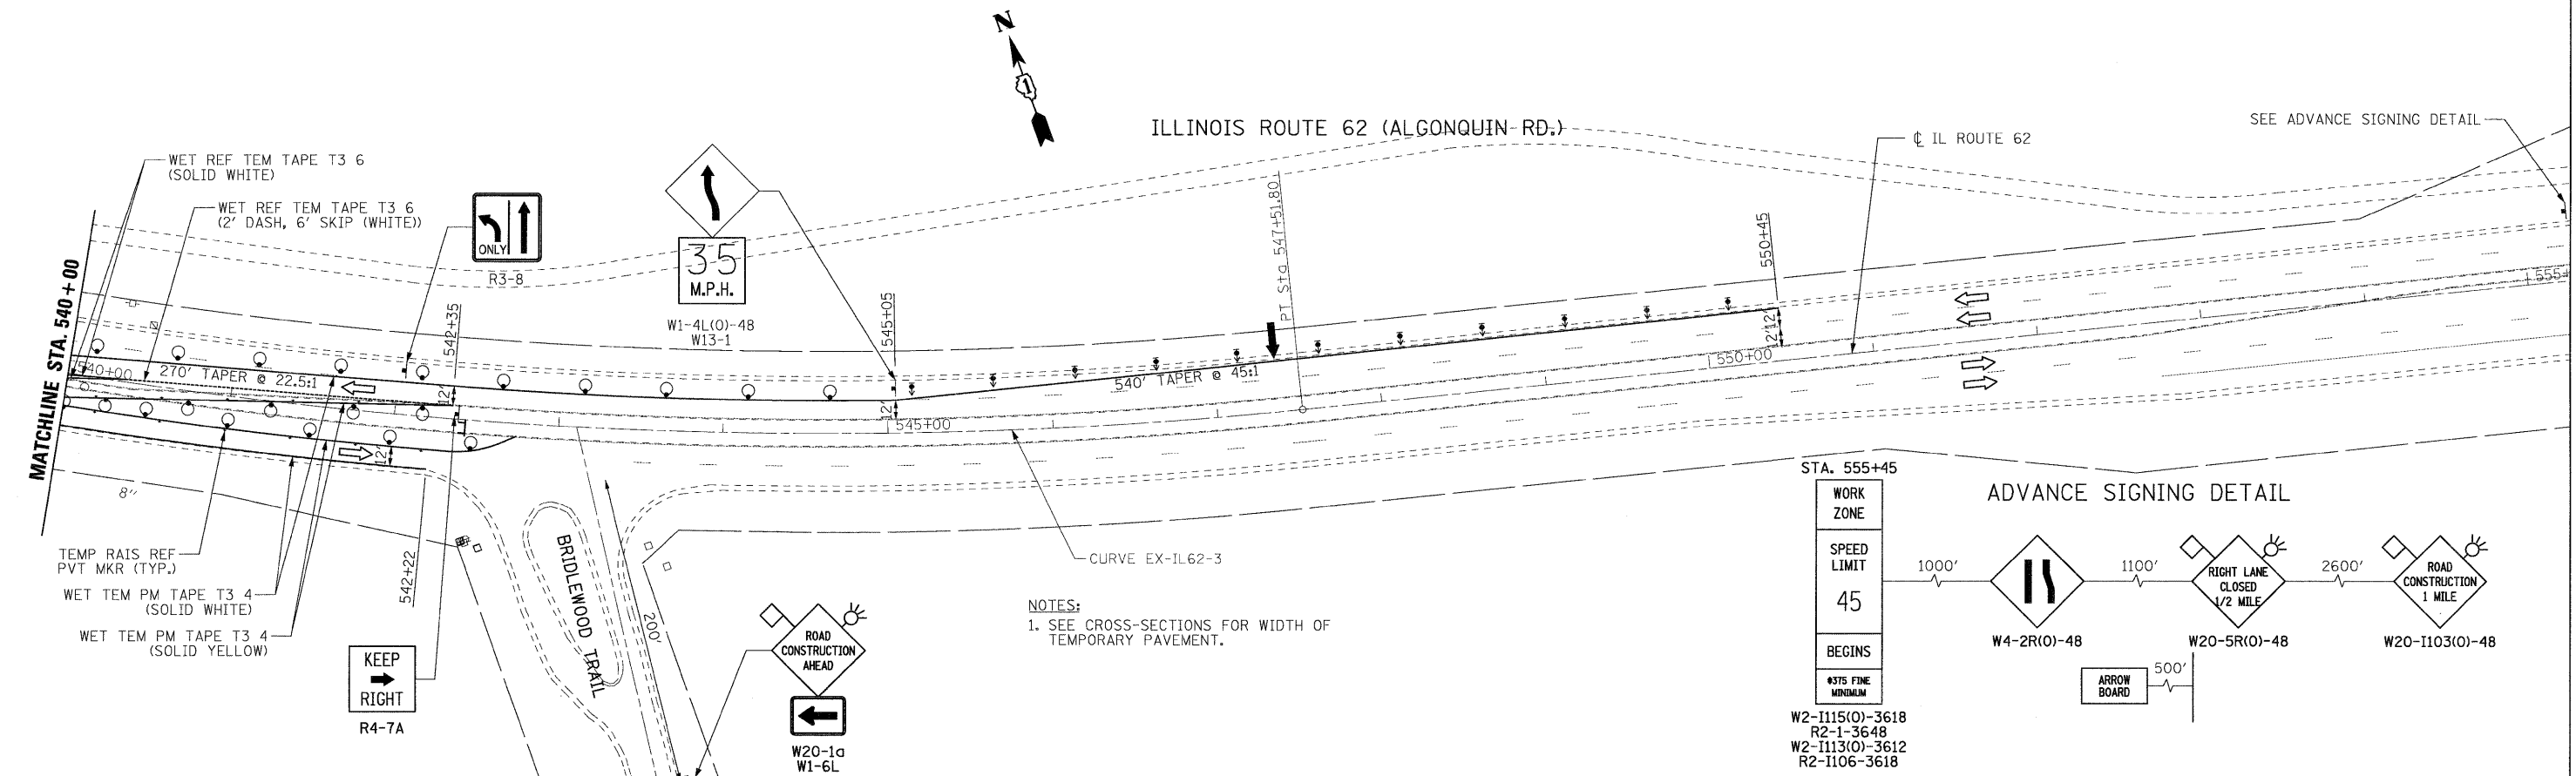 N
1
ILLINOIS ROUTE 62 (ALGONQUIN RD.)
SEE ADVANCE SIGNING DETAIL
℄ IL ROUTE 62
WET REF TEM TAPE T3 6
(SOLID WHITE)
WET REF TEM TAPE T3 6
(2' DASH, 6' SKIP (WHITE))
ONLY
R3-8
35
M.P.H.
W1-4L(O)-48
W13-1
MATCHLINE STA. 540+00
540+00
270' TAPER @ 22.5:1
542+35
12'
545+05
12'
545+00
540' TAPER @ 45:1
PT Sta 547+51.80
550+45
12'
12'
550+00
555+
12'
8"
542+22
TEMP RAIS REF
PVT MKR (TYP.)
WET TEM PM TAPE T3 4
(SOLID WHITE)
WET TEM PM TAPE T3 4
(SOLID YELLOW)
KEEP
RIGHT
R4-7A
BRIDLEWOOD TRAIL
200'
ROAD
CONSTRUCTION
AHEAD
W20-1a
W1-6L
CURVE EX-IL62-3
NOTES:
1. SEE CROSS-SECTIONS FOR WIDTH OF
TEMPORARY PAVEMENT.
STA. 555+45
WORK
ZONE
SPEED
LIMIT
45
BEGINS
$375 FINE
MINIMUM
W2-I115(O)-3618
R2-1-3648
W2-I113(O)-3612
R2-I106-3618
ADVANCE SIGNING DETAIL
1000'
W4-2R(O)-48
1100'
RIGHT LANE
CLOSED
1/2 MILE
W20-5R(O)-48
2600'
ROAD
CONSTRUCTION
1 MILE
W20-I103(O)-48
ARROW
BOARD
500'